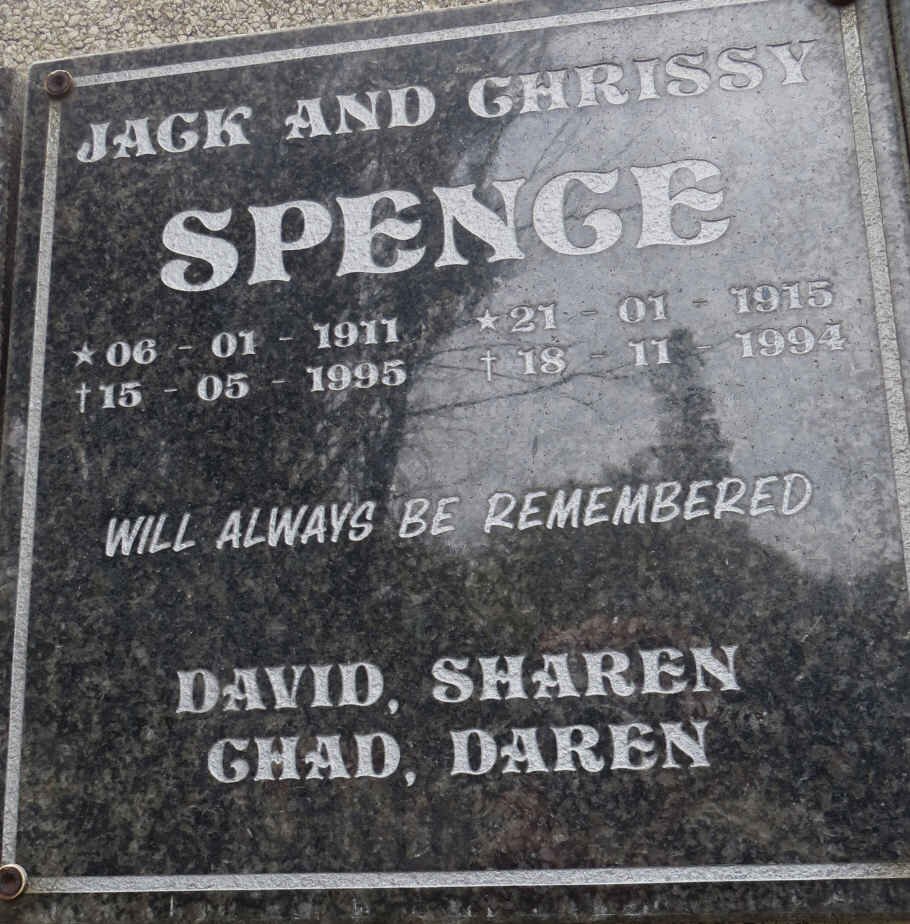 JACK AND CHRISSY
SPENCE
★ 06 - 01 - 1911 ★ 21 - 01 - 1915
† 15 - 05 - 1995 † 18 - 11 - 1994
WILL ALWAYS BE REMEMBERED
DAVID, SHAREN
CHAD, DAREN